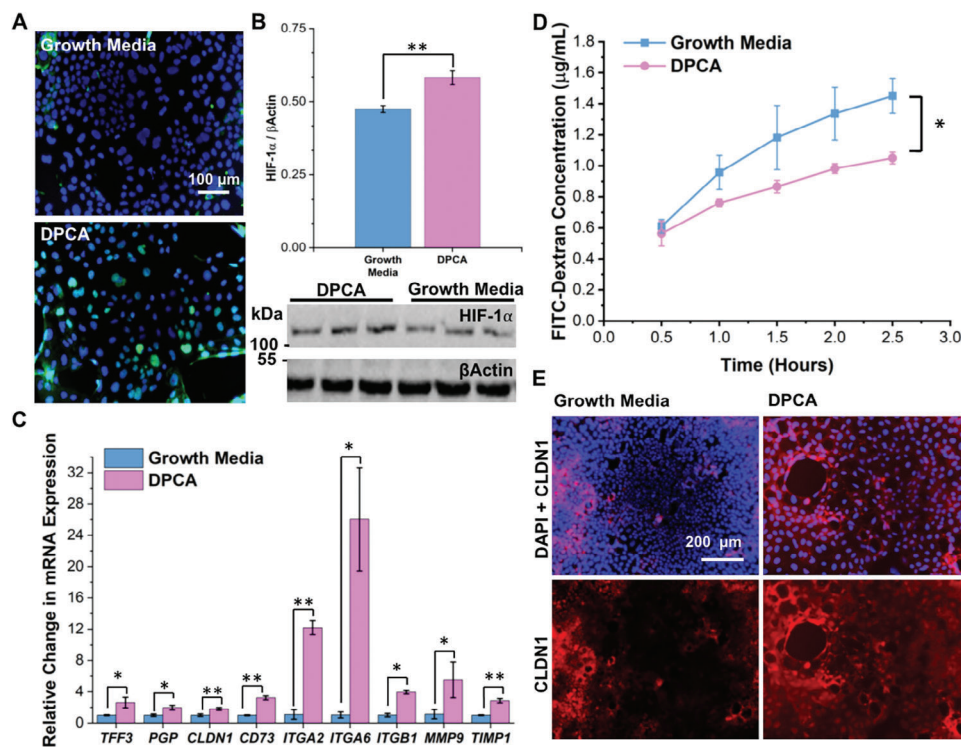 A
Growth Media
100 µm
DPCA
B
**
HIF-1α / βActin
0.75
0.50
0.25
0.00
Growth
Media
DPCA
DPCA
Growth Media
kDa
HIF-1α
100
55
βActin
C
Growth Media
DPCA
Relative Change in mRNA Expression
32
28
24
20
16
12
8
4
0
*
*
**
**
**
*
*
*
**
TFF3
PGP
CLDN1
CD73
ITGA2
ITGA6
ITGB1
MMP9
TIMP1
D
Growth Media
DPCA
FITC-Dextran Concentration (µg/mL)
1.8
1.6
1.4
1.2
1.0
0.8
0.6
0.4
0.2
0.0
*
0.0
0.5
1.0
1.5
2.0
2.5
3.0
Time (Hours)
E
Growth Media
DPCA
DAPI + CLDN1
200 µm
CLDN1